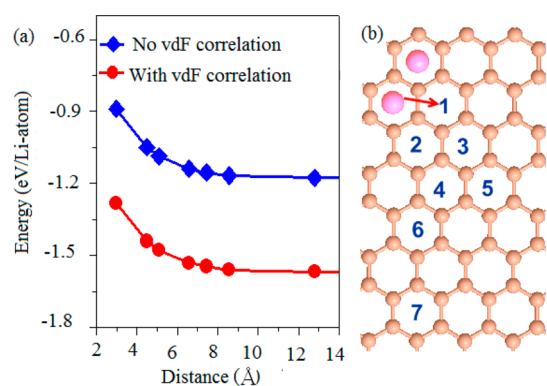 (a)
-0.6
-0.9
-1.2
-1.5
-1.8
Energy (eV/Li-atom)
No vdF correlation
With vdF correlation
2 4 6 8 10 12 14
Distance (Å)
(b)
1
2 3
4 5
6
7